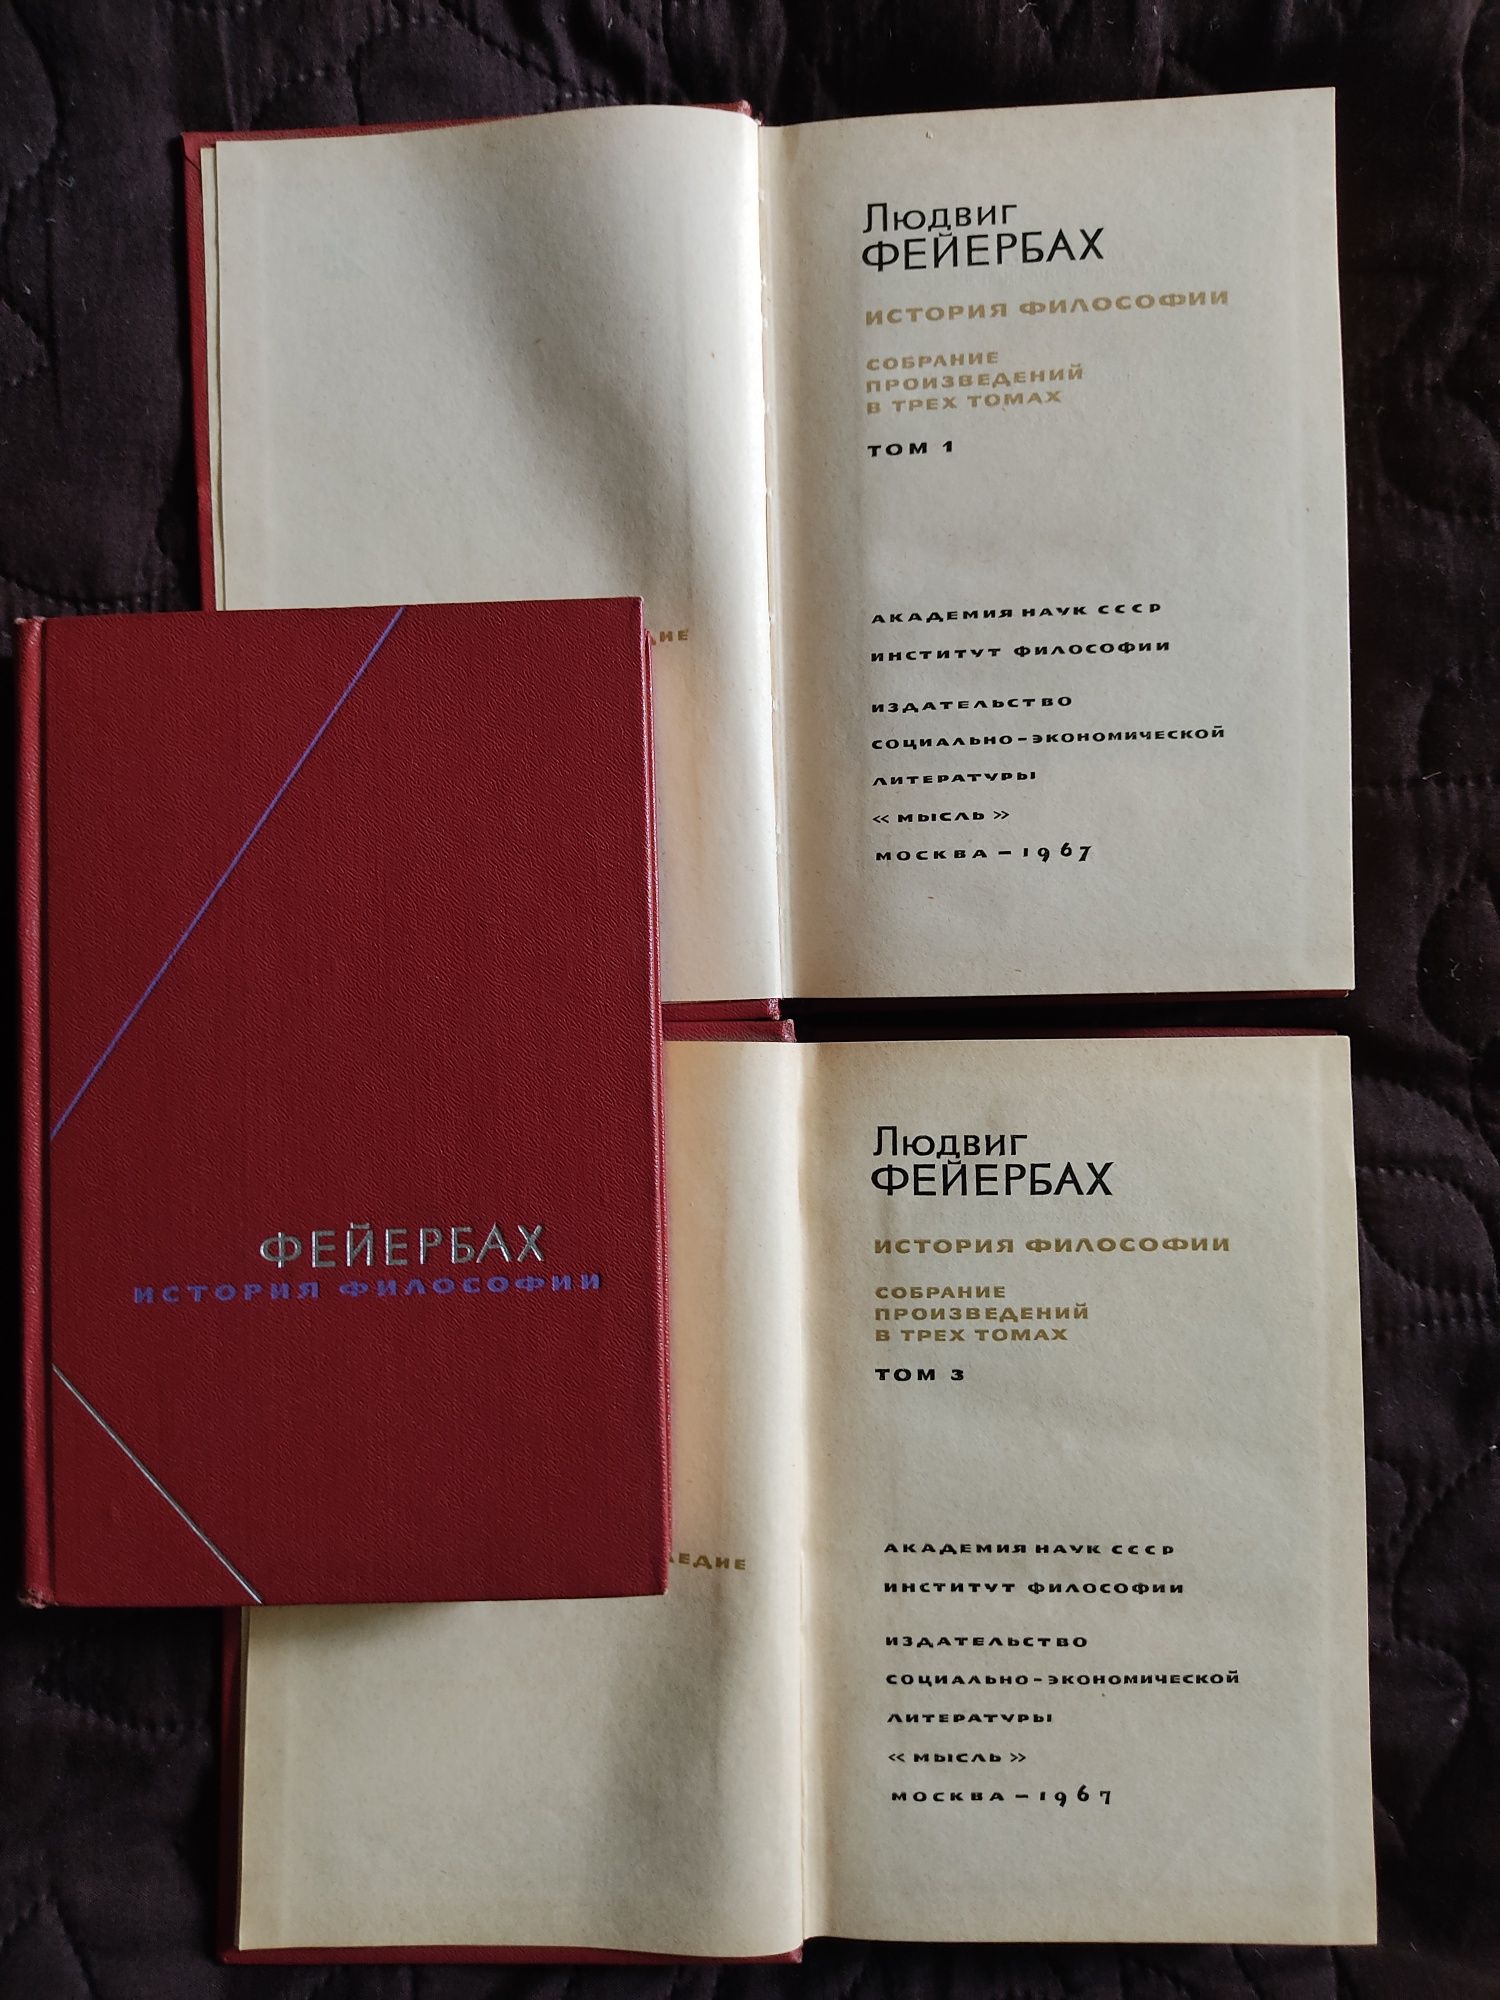 Людвиг
ФЕЙЕРБАХ
ИСТОРИЯ ФИЛОСОФИИ
СОБРАНИЕ
ПРОИЗВЕДЕНИЙ
В ТРЕХ ТОМАХ
ТОМ 1
АКАДЕМИЯ НАУК СССР
ИНСТИТУТ ФИЛОСОФИИ
ИЗДАТЕЛЬСТВО
СОЦИАЛЬНО-ЭКОНОМИЧЕСКОЙ
ЛИТЕРАТУРЫ
«МЫСЛЬ»
МОСКВА – 1967
ФЕЙЕРБАХ
ИСТОРИЯ ФИЛОСОФИИ
Людвиг
ФЕЙЕРБАХ
ИСТОРИЯ ФИЛОСОФИИ
СОБРАНИЕ
ПРОИЗВЕДЕНИЙ
В ТРЕХ ТОМАХ
ТОМ 3
АКАДЕМИЯ НАУК СССР
ИНСТИТУТ ФИЛОСОФИИ
ИЗДАТЕЛЬСТВО
СОЦИАЛЬНО-ЭКОНОМИЧЕСКОЙ
ЛИТЕРАТУРЫ
«МЫСЛЬ»
МОСКВА – 1967